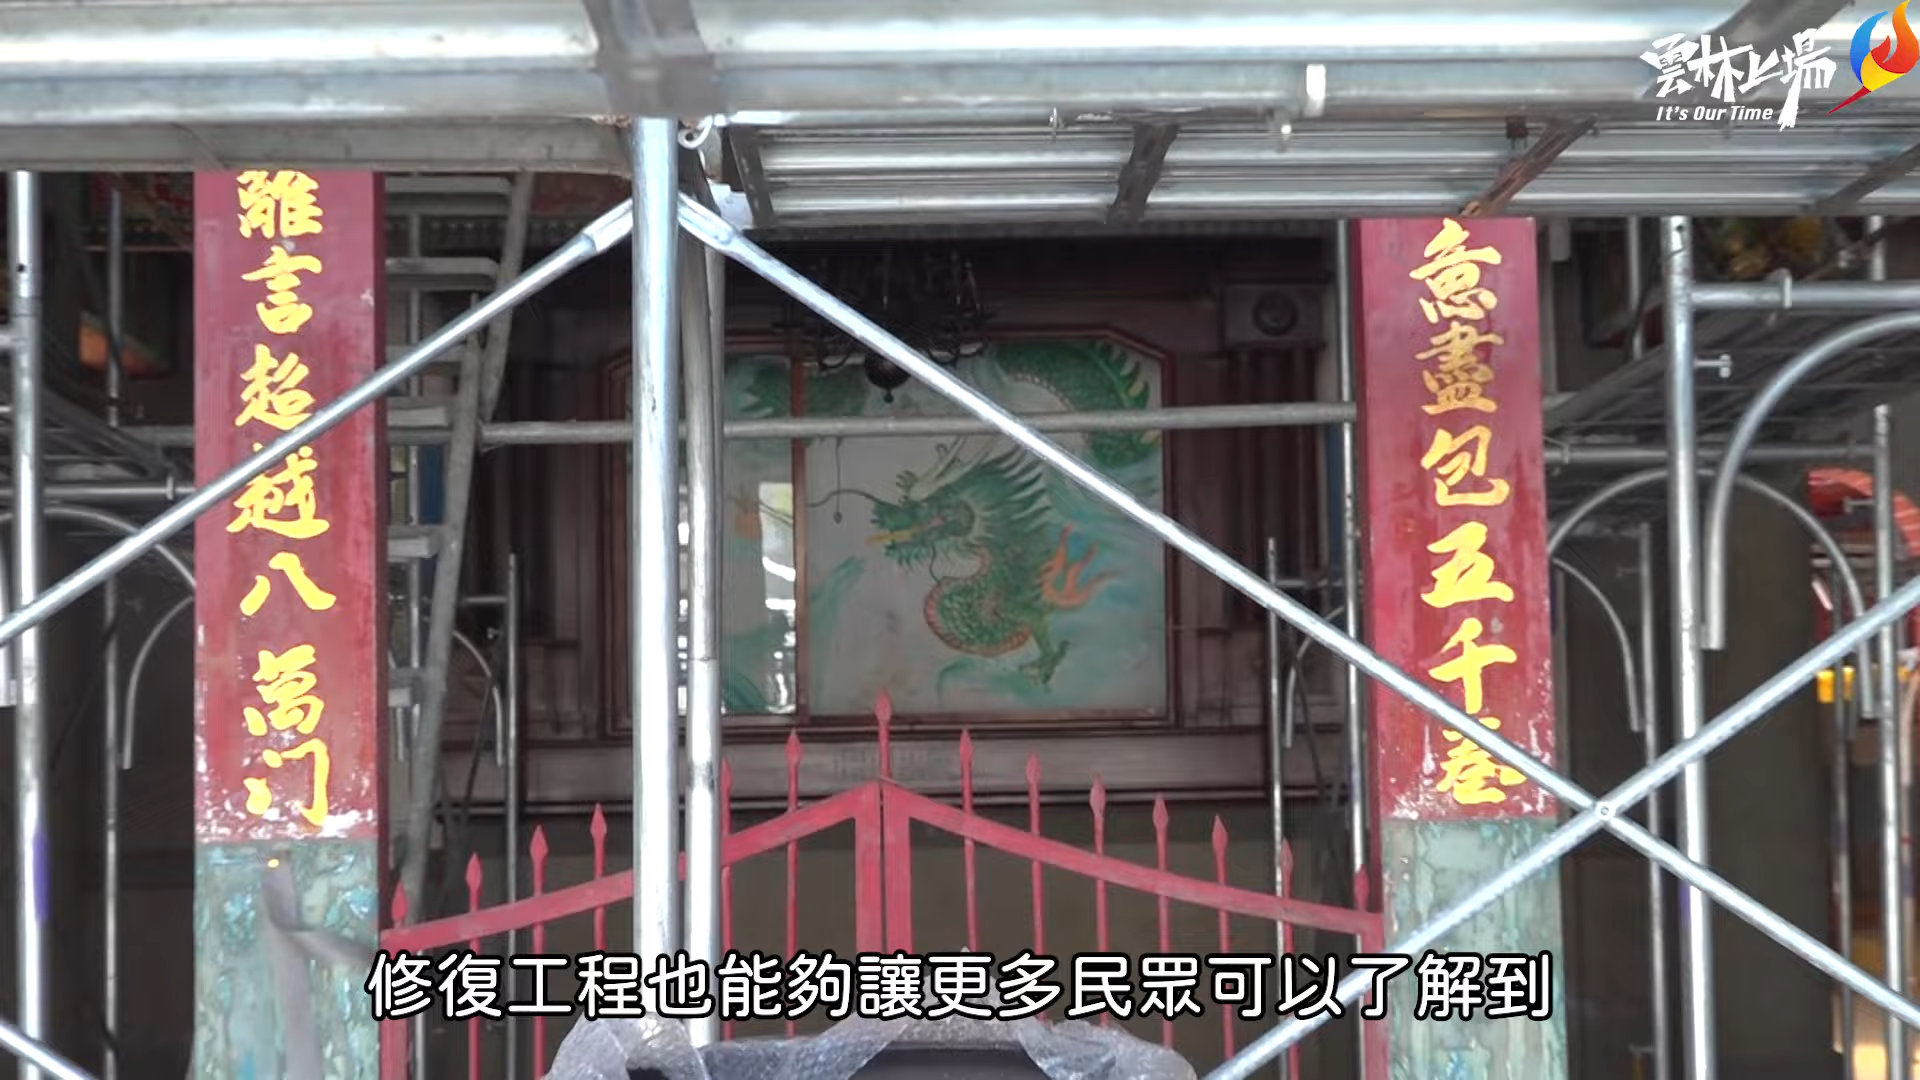 雲林上場
It's Our Time
意盡包五千卷
離言超越八萬门
修復工程也能夠讓更多民眾可以了解到